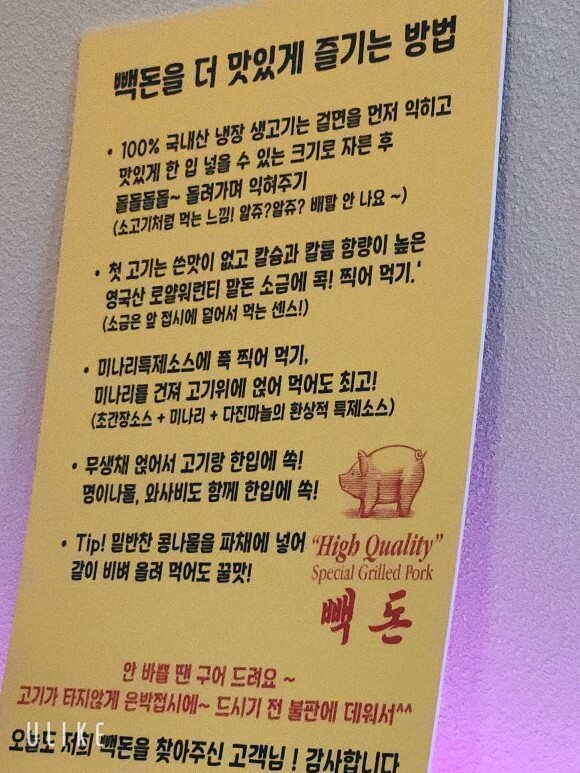 빽돈을 더 맛있게 즐기는 방법
• 100% 국내산 냉장 생고기는 겉면을 먼저 익히고
맛있게 한 입 넣을 수 있는 크기로 자른 후
돌돌돌돌~ 돌려가며 익혀주기
(소고기처럼 먹는 느낌! 알쥬?알쥬? 배탈 안 나요 ~)
• 첫 고기는 쓴맛이 없고 칼슘과 칼륨 함량이 높은
영국산 로얄워런티 말돈 소금에 콕! 찍어 먹기.'
(소금은 앞 접시에 덜어서 먹는 센스!)
• 미나리특제소스에 푹 찍어 먹기,
미나리를 건져 고기위에 얹어 먹어도 최고!
(초간장소스 + 미나리 + 다진마늘의 환상적 특제소스)
• 무생채 얹어서 고기랑 한입에 쏙!
명이나물, 와사비도 함께 한입에 쏙!
• Tip! 밑반찬 콩나물을 파채에 넣어
같이 비벼 올려 먹어도 꿀맛!
“High Quality”
Special Grilled Pork
빽돈
안 바쁠 땐 구어 드려요 ~
고기가 타지않게 은박접시에~ 드시기 전 불판에 데워서^^
오늘도 저희 빽돈을 찾아주신 고객님 ! 감사합니다
ULIKE